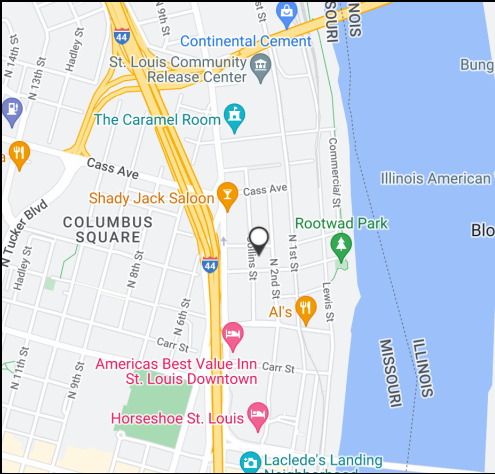 ILLINOIS
MISSOURI
44
Continental Cement
N 14th St
Hadley St
N 13th St
St. Louis Community
Release Center
Bung
The Caramel Room
Commercial St
a
Cass Ave
Cass Ave
Illinois American
Shady Jack Saloon
N Tucker Blvd
COLUMBUS
SQUARE
Rootwad Park
Blo
Hadley St
44
Collins St
N 2nd St
N 1st St
Lewis St
N 6th St
Al's
N 11th St
N 9th St
Carr St
Carr St
Americas Best Value Inn
St. Louis Downtown
MISSOURI
ILLINOIS
Horseshoe St. Louis
Laclede's Landing
Neighborhood